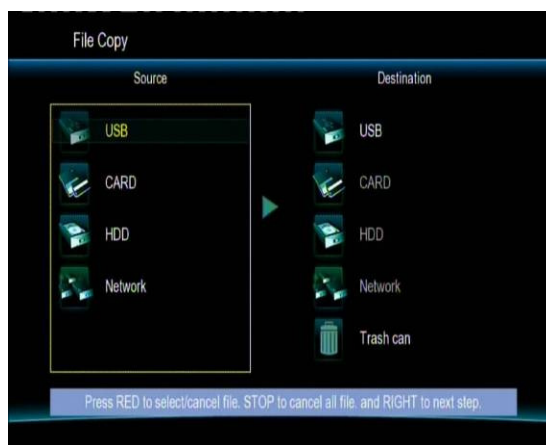 File Copy
Source
Destination
USB
CARD
HDD
Network
USB
CARD
HDD
Network
Trash can
Press RED to select/cancel file. STOP to cancel all file. and RIGHT to next step.